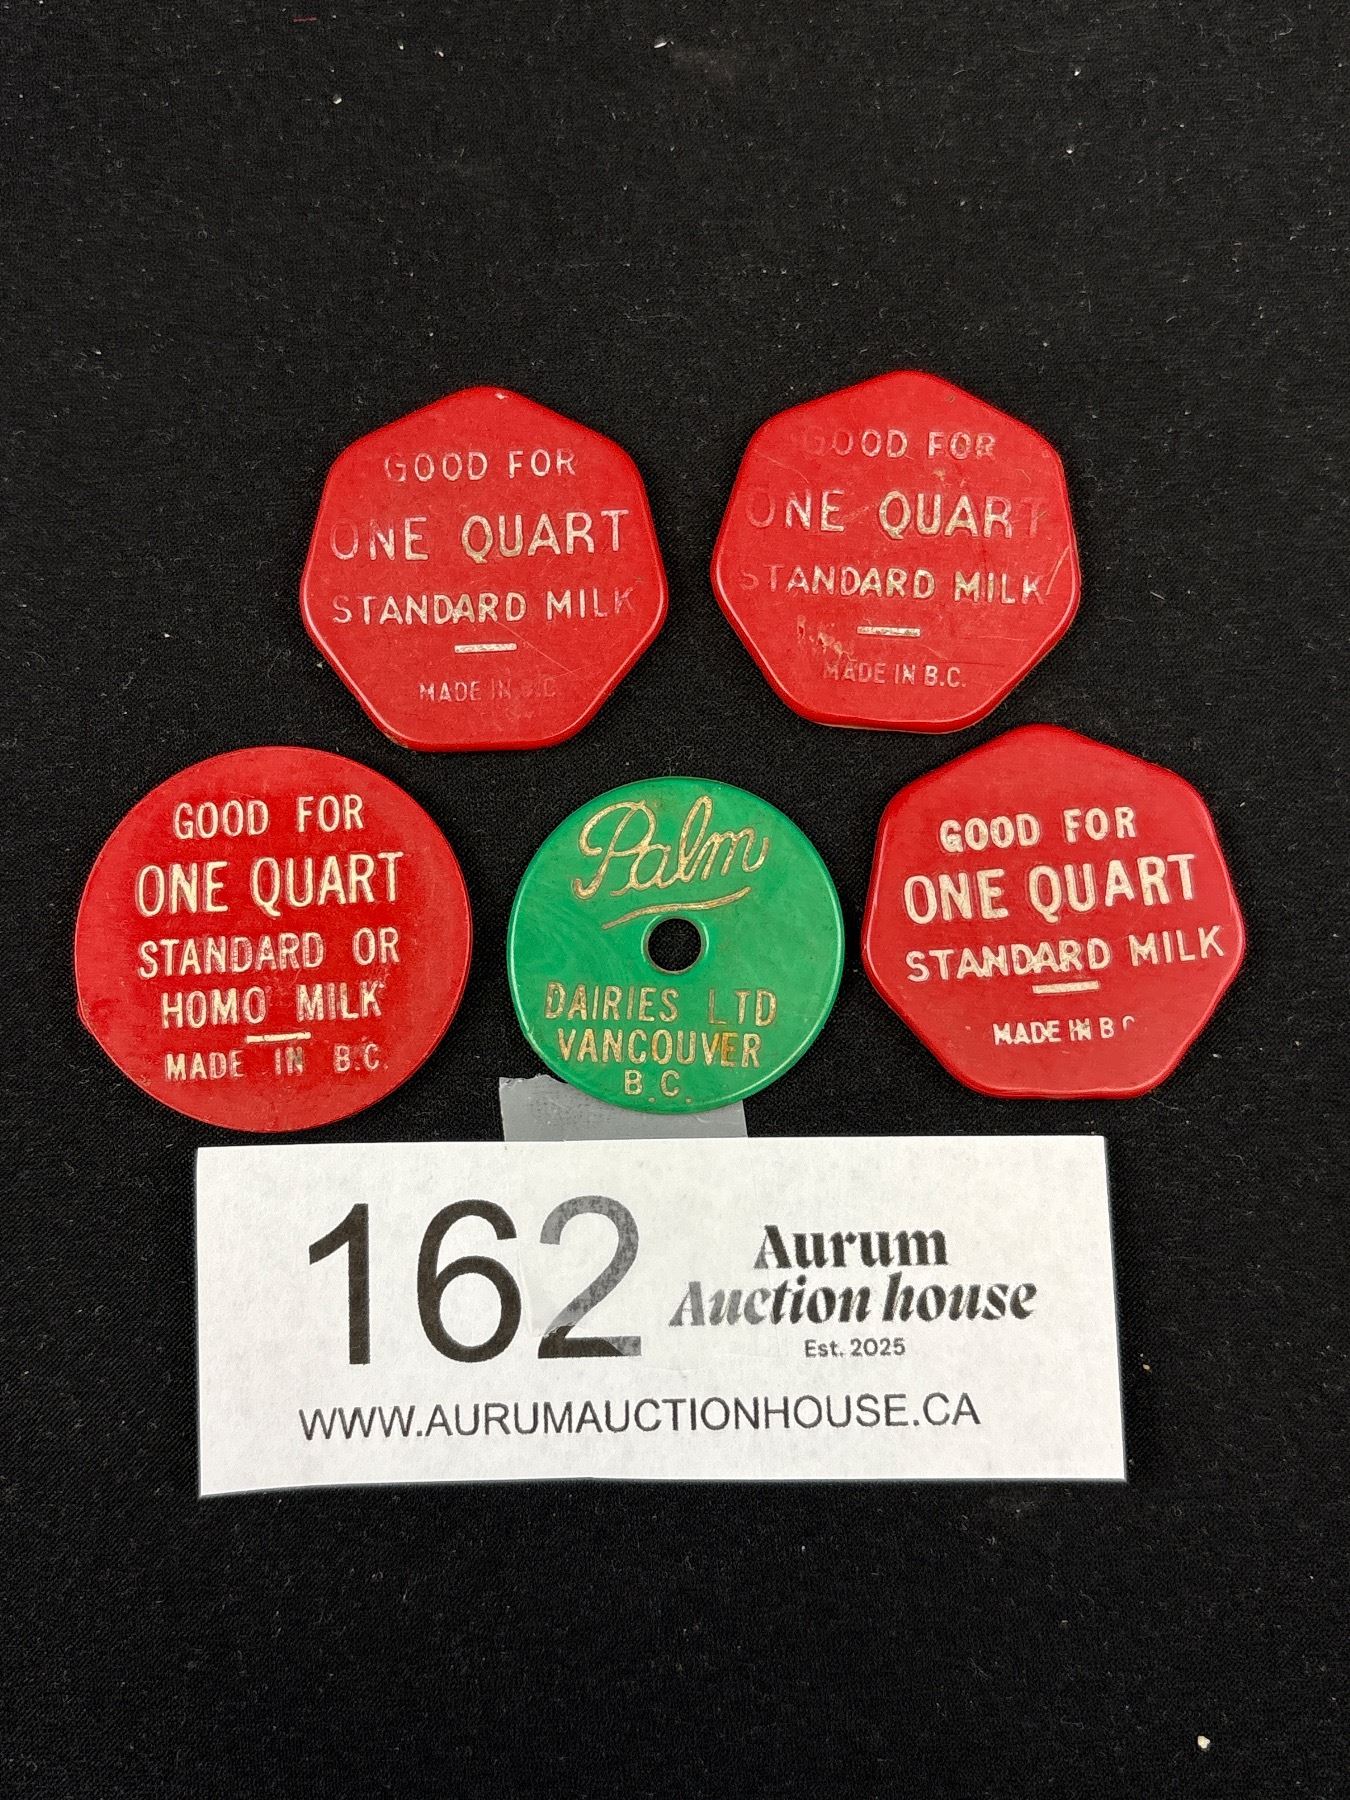 GOOD FOR
ONE QUART
STANDARD MILK
MADE IN B.C
GOOD FOR
ONE QUART
STANDARD MILK
MADE IN B.C.
GOOD FOR
ONE QUART
STANDARD OR
HOMO MILK
MADE IN B.C.
Palm
DAIRIES LTD
VANCOUVER
B.C.
GOOD FOR
ONE QUART
STANDARD MILK
MADE IN B C
162
Aurum
Auction house
Est. 2025
WWW.AURUMAUCTIONHOUSE.CA